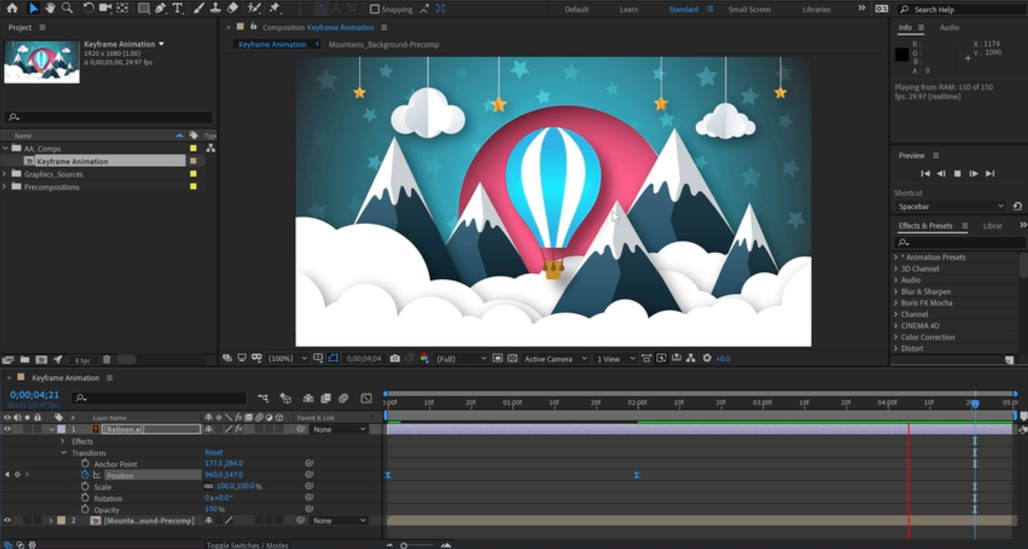 Snapping
Default
Learn
Standard
Small Screen
Libraries
Search Help
Project
Composition Keyframe Animation
Info
Audio
Keyframe Animation
Mountains_Background-Precomp
Keyframe Animation
1920 x 1080 (1.00)
Δ 0;00;05;00, 29.97 fps
R :
G :
B :
A : 0
X : 1174
Y : 1090
Playing from RAM: 150 of 150
fps: 29.97 (realtime)
Name
Type
AA_Comps
Keyframe Animation
Graphics_Sources
Precompositions
Preview
Shortcut
Spacebar
Effects & Presets
Librar
* Animation Presets
3D Channel
Audio
Blur & Sharpen
Boris FX Mocha
Channel
CINEMA 4D
Color Correction
Distort
8 bpc
(100%)
0;00;04;04
(Full)
Active Camera
1 View
+0.0
Keyframe Animation
0;00;04;21
# Layer Name
Parent & Link
10f
20f
01:00f
10f
20f
02:00f
10f
20f
03:00f
10f
20f
04:00f
10f
1 [Balloon.ai]
None
Effects
Transform
Reset
Anchor Point
177.5,284.0
Position
960.0,547.0
Scale
100.0,100.0 %
Rotation
0 x+0.0°
Opacity
100 %
2 [Mounta...ound-Precomp]
None
Toggle Switches / Modes